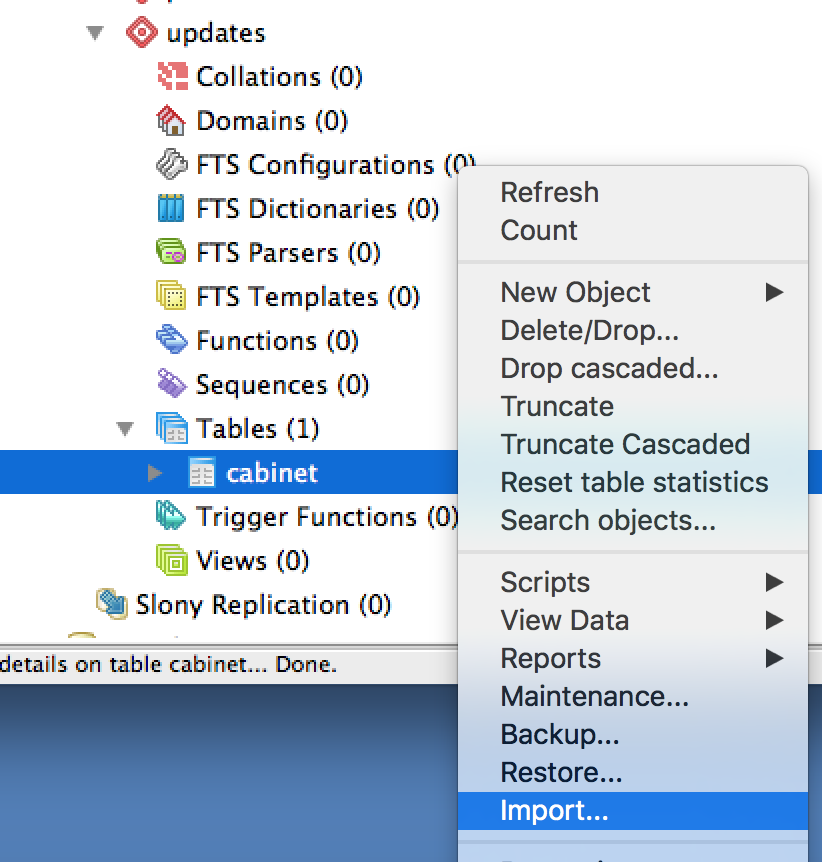 updates
Collations (0)
Domains (0)
FTS Configurations (0)
FTS Dictionaries (0)
FTS Parsers (0)
FTS Templates (0)
Functions (0)
Sequences (0)
Tables (1)
cabinet
Trigger Functions (0)
Views (0)
Slony Replication (0)
details on table cabinet... Done.
Refresh
Count
New Object
Delete/Drop...
Drop cascaded...
Truncate
Truncate Cascaded
Reset table statistics
Search objects...
Scripts
View Data
Reports
Maintenance...
Backup...
Restore...
Import...